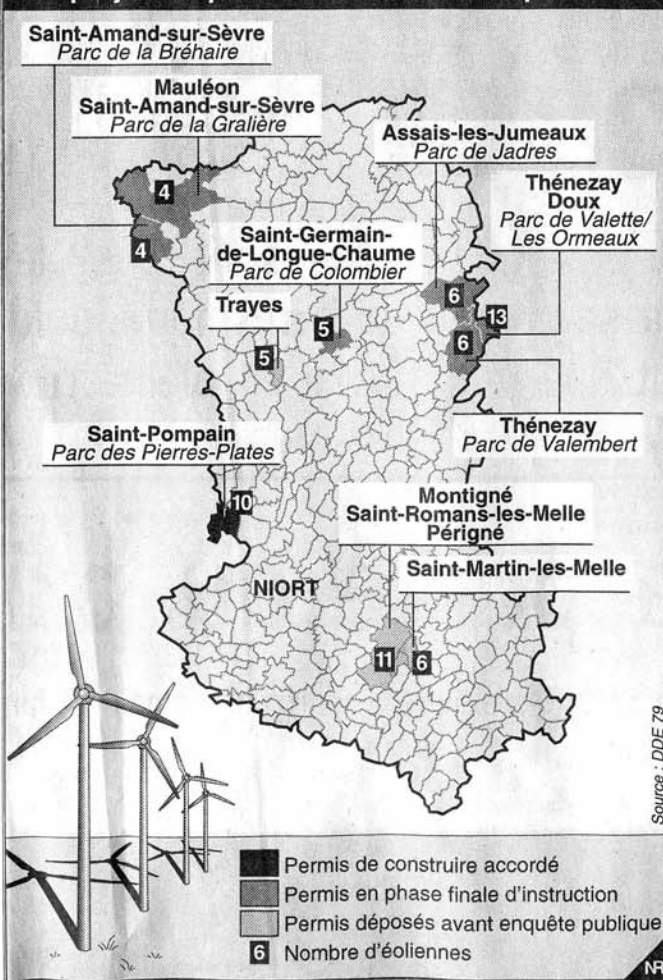 Saint-Amand-sur-Sèvre
Parc de la Bréhaire
Mauléon
Saint-Amand-sur-Sèvre
Parc de la Gralière
Assais-les-Jumeaux
Parc de Jadres
Thénezay
Doux
Parc de Valette/
Les Ormeaux
Saint-Germain-
de-Longue-Chaume
Parc de Colombier
Trayes
4
4
6
13
5
5
6
Thénezay
Parc de Valembert
Saint-Pompain
Parc des Pierres-Plates
10
Montigné
Saint-Romans-les-Melle
Périgné
NIORT
Saint-Martin-les-Melle
11
6
Source : DDE 79
Permis de construire accordé
Permis en phase finale d'instruction
Permis déposés avant enquête publique
6 Nombre d'éoliennes